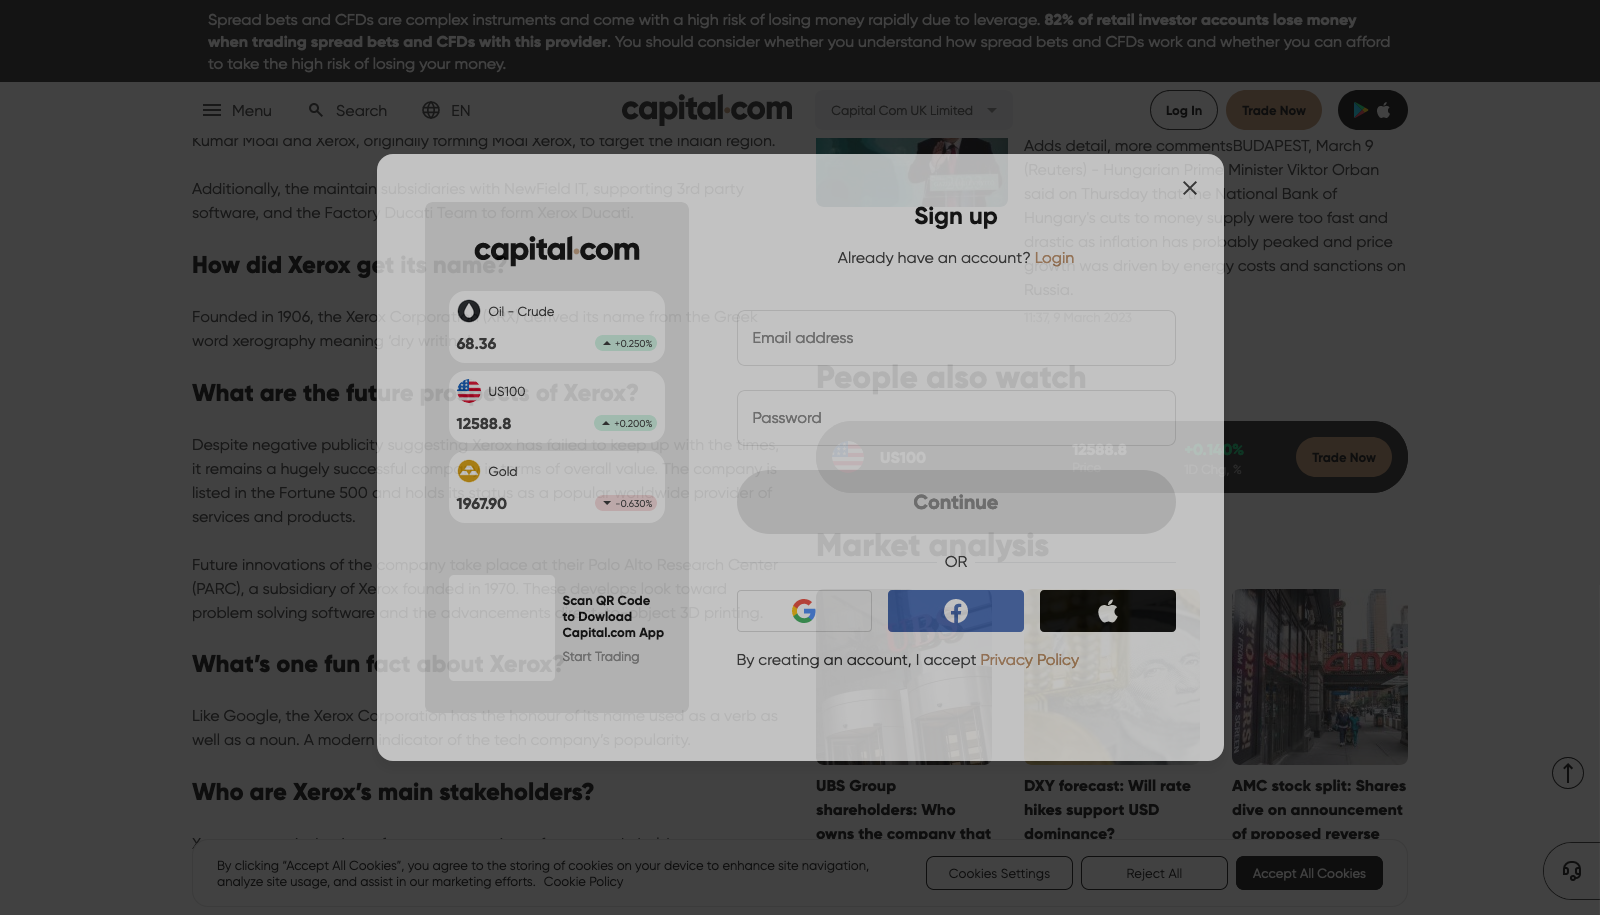 Spread bets and CFDs are complex instruments and come with a high risk of losing money rapidly due to leverage. 82% of retail investor accounts lose money
when trading spread bets and CFDs with this provider. You should consider whether you understand how spread bets and CFDs work and whether you can afford
to take the high risk of losing your money.
Menu
Search
EN
capital.com
Capital Com UK Limited
Log In
Trade Now
Kumar Modi and Xerox, originally forming Modi Xerox, to target the Indian region.
Additionally, the maintain subsidiaries with NewField IT, supporting 3rd party
software, and the Factory Ducati Team to form Xerox Ducati.
How did Xerox get its name?
Founded in 1906, the Xerox Corporation (XRX) derived its name from the Greek
word xerography meaning 'dry writing'
What are the future prospects of Xerox?
Despite negative publicity suggesting Xerox has failed to keep up with the times,
it remains a hugely successful company in terms of overall value. The company is
listed in the Fortune 500 and holds its status as a popular worldwide provider of
services and products.
Future innovations of the company take place at their Palo Alto Research Center
(PARC), a subsidiary of Xerox founded in 1970. These develops look toward
problem solving software and the advancements of object 3D printing.
What's one fun fact about Xerox?
Like Google, the Xerox Corporation has the honour of its name used as a verb as
well as a noun. A modern indicator of the tech company's popularity.
Who are Xerox's main stakeholders?
Adds detail, more commentsBUDAPEST, March 9
(Reuters) - Hungarian Prime Minister Viktor Orban
said on Thursday that the National Bank of
Hungary's cuts to money supply were too fast and
drastic as inflation has probably peaked and price
growth was driven by energy costs and sanctions on
Russia.
11:37, 9 March 2023
People also watch
US100
12588.8
Price
+0.140%
1D Chg, %
Trade Now
Market analysis
UBS Group
shareholders: Who
owns the company that
DXY forecast: Will rate
hikes support USD
dominance?
AMC stock split: Shares
dive on announcement
of proposed reverse
capital.com
Oil - Crude
68.36
+0.250%
US100
12588.8
+0.200%
Gold
1967.90
-0.630%
Scan QR Code
to Dowload
Capital.com App
Start Trading
Sign up
Already have an account? Login
Email address
Password
Continue
OR
By creating an account, I accept Privacy Policy
By clicking “Accept All Cookies”, you agree to the storing of cookies on your device to enhance site navigation,
analyze site usage, and assist in our marketing efforts. Cookie Policy
Cookies Settings
Reject All
Accept All Cookies